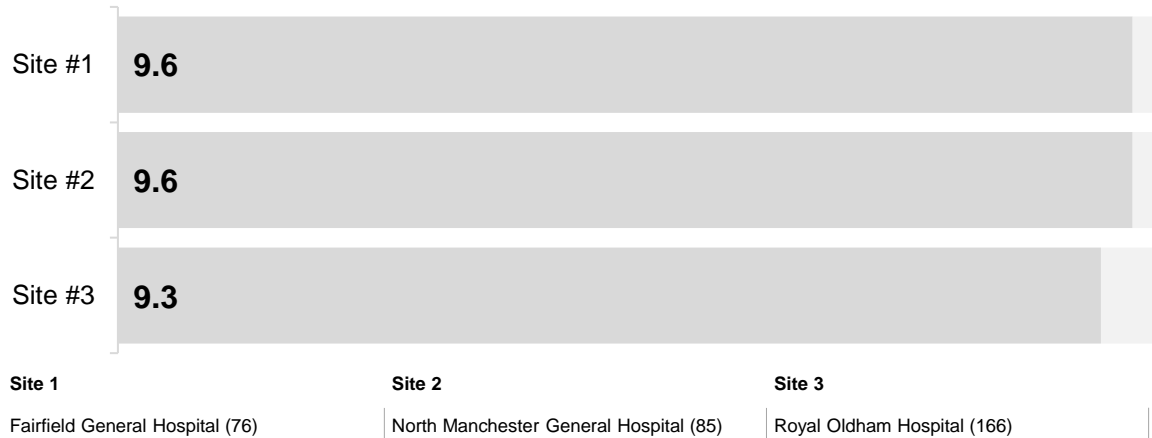 Site #1 9.6
Site #2 9.6
Site #3 9.3
Site 1 Site 2 Site 3
Fairfield General Hospital (76) North Manchester General Hospital (85) Royal Oldham Hospital (166)